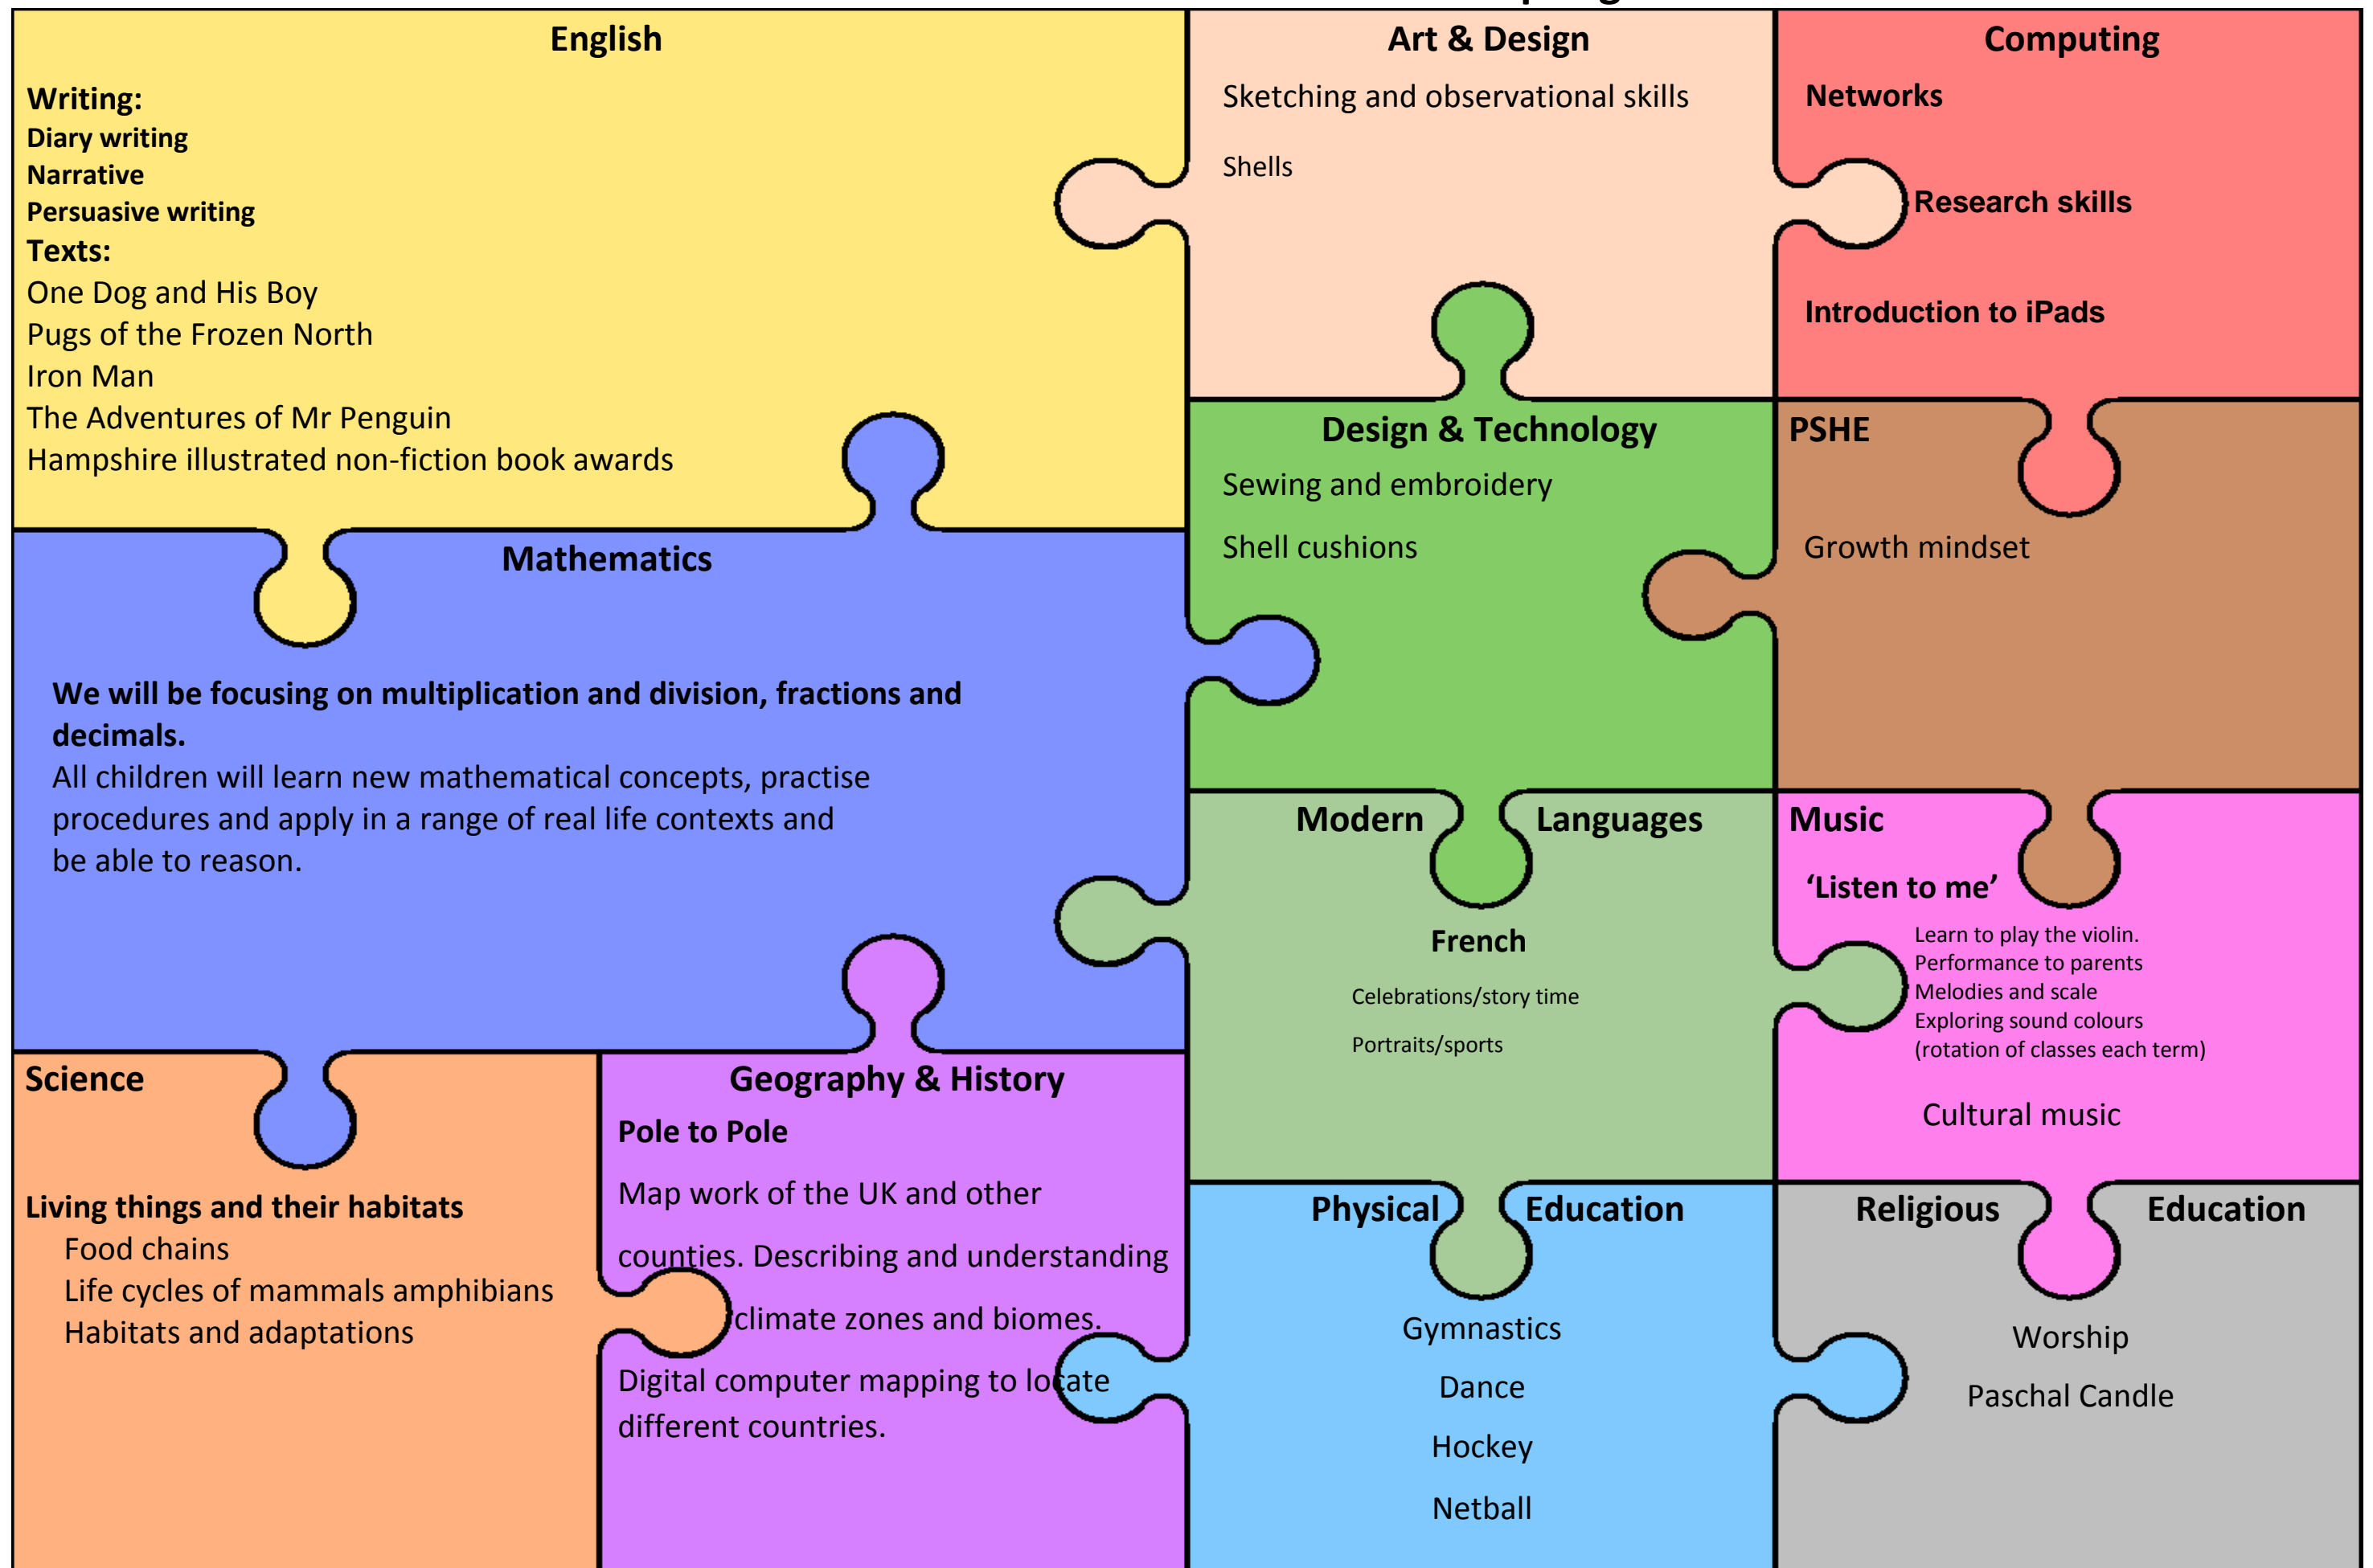 English
Writing:
Diary writing
Narrative
Persuasive writing
Texts:
One Dog and His Boy
Pugs of the Frozen North
Iron Man
The Adventures of Mr Penguin
Hampshire illustrated non-fiction book awards
Art & Design
Sketching and observational skills
Shells
Computing
Networks
Research skills
Introduction to iPads
Mathematics
We will be focusing on multiplication and division, fractions and
decimals.
All children will learn new mathematical concepts, practise
procedures and apply in a range of real life contexts and
be able to reason.
Design & Technology
Sewing and embroidery
Shell cushions
PSHE
Growth mindset
Modern Languages
French
Celebrations/story time
Portraits/sports
Music
‘Listen to me’
Learn to play the violin.
Performance to parents
Melodies and scale
Exploring sound colours
(rotation of classes each term)
Cultural music
Science
Living things and their habitats
Food chains
Life cycles of mammals amphibians
Habitats and adaptations
Geography & History
Pole to Pole
Map work of the UK and other
counties. Describing and understanding
climate zones and biomes.
Digital computer mapping to locate
different countries.
Physical Education
Gymnastics
Dance
Hockey
Netball
Religious Education
Worship
Paschal Candle